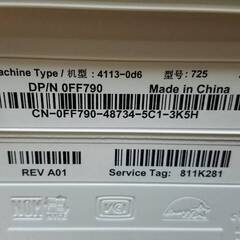 achine Type / 机型 : 4113-0d6 型号: 725
DP/N 0FF790 Made in China
CN-0FF790-48734-5C1-3K5H
REV A01 Service Tag: 811K281